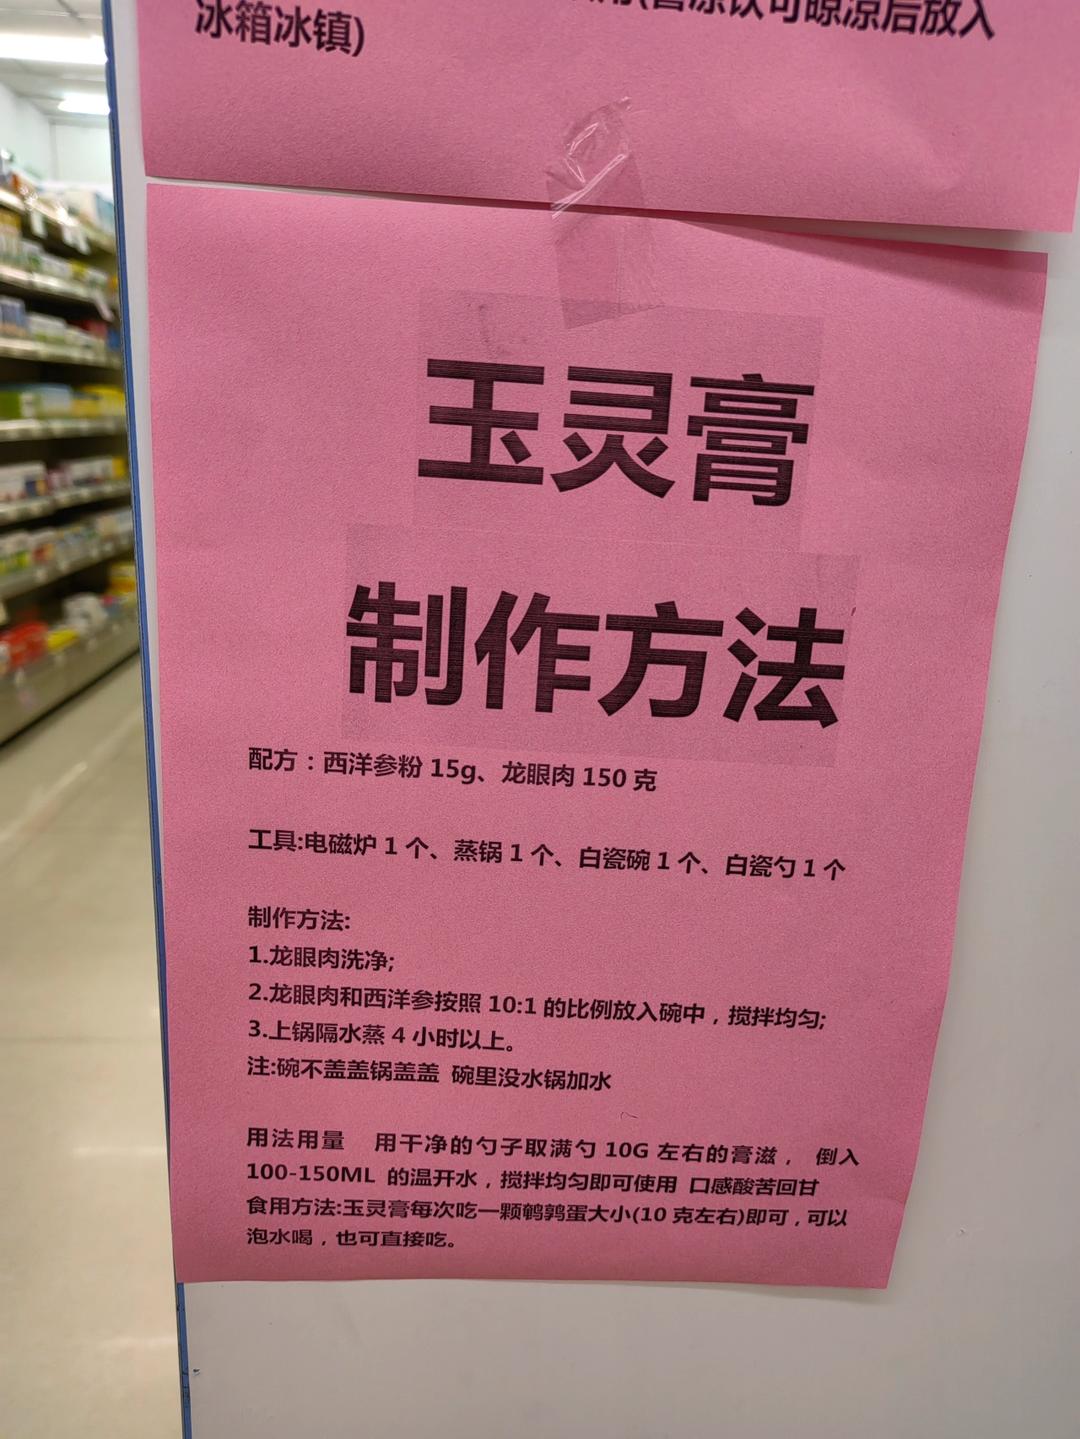 喜凉饮可晾凉后放入
冰箱冰镇)
玉灵膏
制作方法
配方：西洋参粉 15g、龙眼肉 150 克
工具:电磁炉 1 个、蒸锅 1 个、白瓷碗 1 个、白瓷勺 1 个
制作方法:
1.龙眼肉洗净;
2.龙眼肉和西洋参按照 10:1 的比例放入碗中，搅拌均匀;
3.上锅隔水蒸 4 小时以上。
注:碗不盖盖锅盖盖 碗里没水锅加水
用法用量 用干净的勺子取满勺 10G 左右的膏滋， 倒入
100-150ML 的温开水，搅拌均匀即可使用 口感酸苦回甘
食用方法:玉灵膏每次吃一颗鹌鹑蛋大小(10 克左右)即可，可以
泡水喝，也可直接吃。